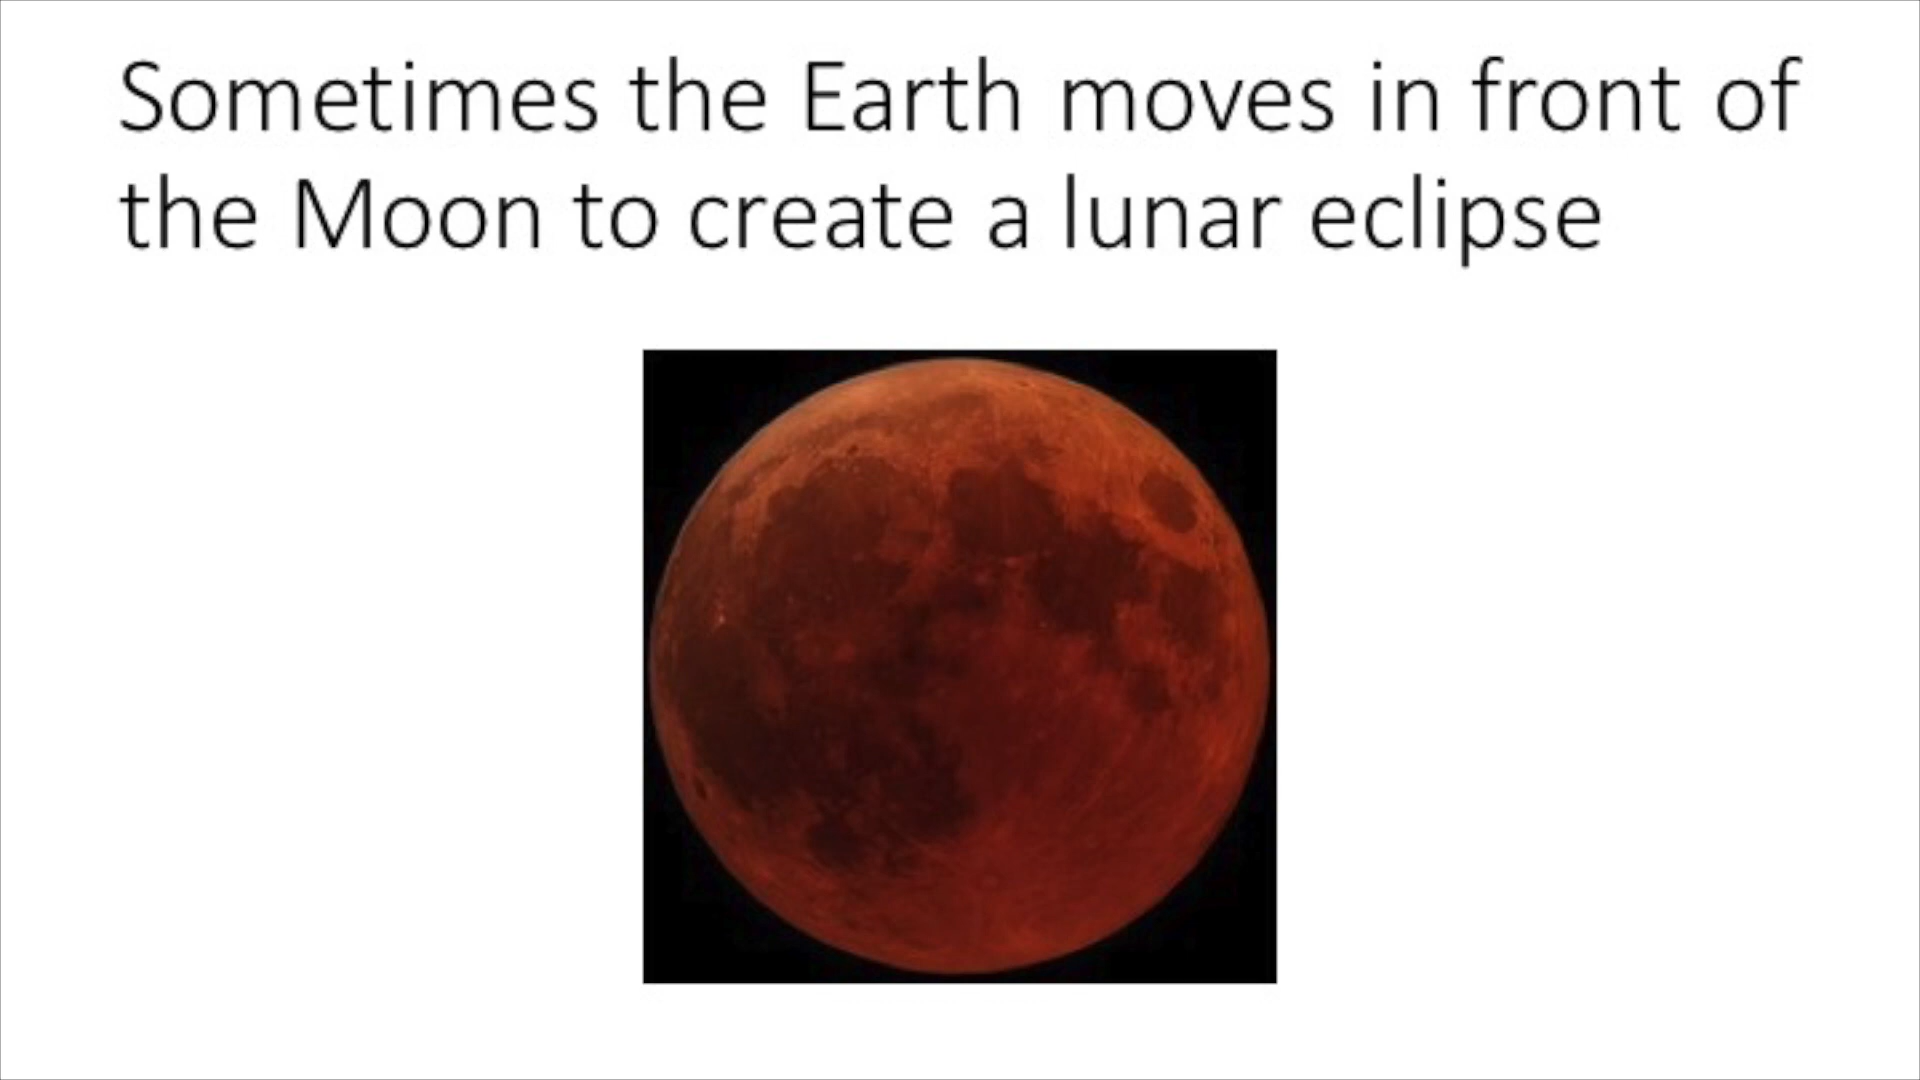 Sometimes the Earth moves in front of
the Moon to create a lunar eclipse